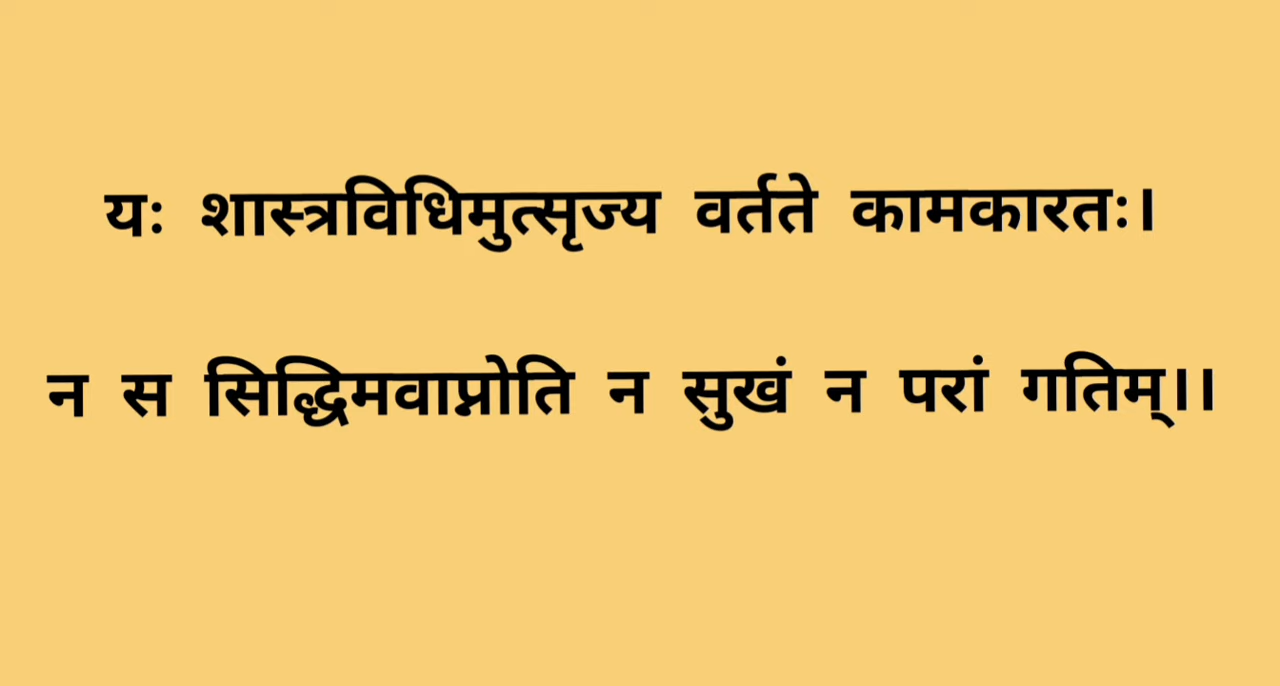 यः शास्त्रविधिमुत्सृज्य वर्तते कामकारतः।
न स सिद्धिमवाप्नोति न सुखं न परां गतिम्।।